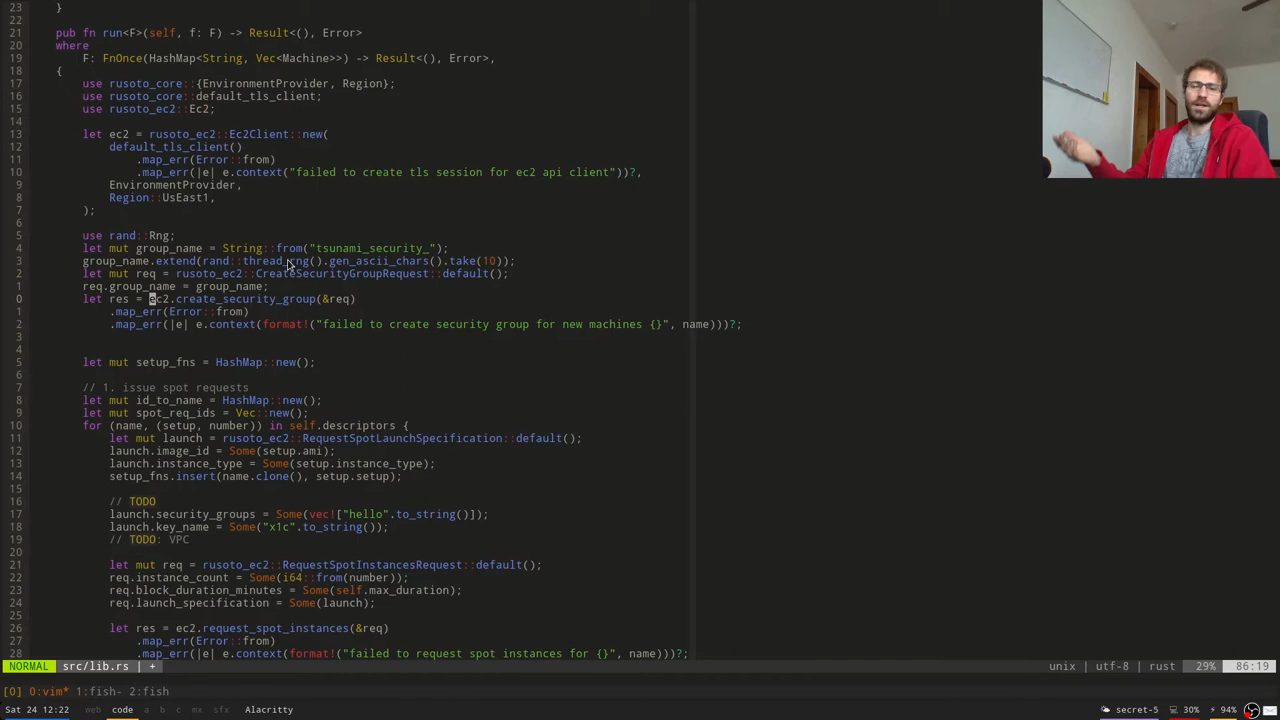 23     }
22
21     pub fn run<F>(self, f: F) -> Result<(), Error>
20     where
19         F: FnOnce(HashMap<String, Vec<Machine>>) -> Result<(), Error>,
18     {
17         use rusoto_core::{EnvironmentProvider, Region};
16         use rusoto_core::default_tls_client;
15         use rusoto_ec2::Ec2;
14
13         let ec2 = rusoto_ec2::Ec2Client::new(
12             default_tls_client()
11                 .map_err(Error::from)
10                 .map_err(|e| e.context("failed to create tls session for ec2 api client"))?,
9             EnvironmentProvider,
8             Region::UsEast1,
7         );
6
5         use rand::Rng;
4         let mut group_name = String::from("tsunami_security_");
3         group_name.extend(rand::thread_rng().gen_ascii_chars().take(10));
2         let mut req = rusoto_ec2::CreateSecurityGroupRequest::default();
1         req.group_name = group_name;
0         let res = ec2.create_security_group(&req)
1             .map_err(Error::from)
2             .map_err(|e| e.context(format!("failed to create security group for new machines {}", name)))?;
3
4
5         let mut setup_fns = HashMap::new();
6
7         // 1. issue spot requests
8         let mut id_to_name = HashMap::new();
9         let mut spot_req_ids = Vec::new();
10         for (name, (setup, number)) in self.descriptors {
11             let mut launch = rusoto_ec2::RequestSpotLaunchSpecification::default();
12             launch.image_id = Some(setup.ami);
13             launch.instance_type = Some(setup.instance_type);
14             setup_fns.insert(name.clone(), setup.setup);
15
16             // TODO
17             launch.security_groups = Some(vec!["hello".to_string()]);
18             launch.key_name = Some("x1c".to_string());
19             // TODO: VPC
20
21             let mut req = rusoto_ec2::RequestSpotInstancesRequest::default();
22             req.instance_count = Some(i64::from(number));
23             req.block_duration_minutes = Some(self.max_duration);
24             req.launch_specification = Some(launch);
25
26             let res = ec2.request_spot_instances(&req)
27                 .map_err(Error::from)
28                 .map_err(|e| e.context(format!("failed to request spot instances for {}", name)))?;
NORMAL src/lib.rs | + unix | utf-8 | rust 29% 86:19
[0] 0:vim* 1:fish- 2:fish
Sat 24 12:22 web code a b c mx sfx Alacritty secret-5 30% 94%